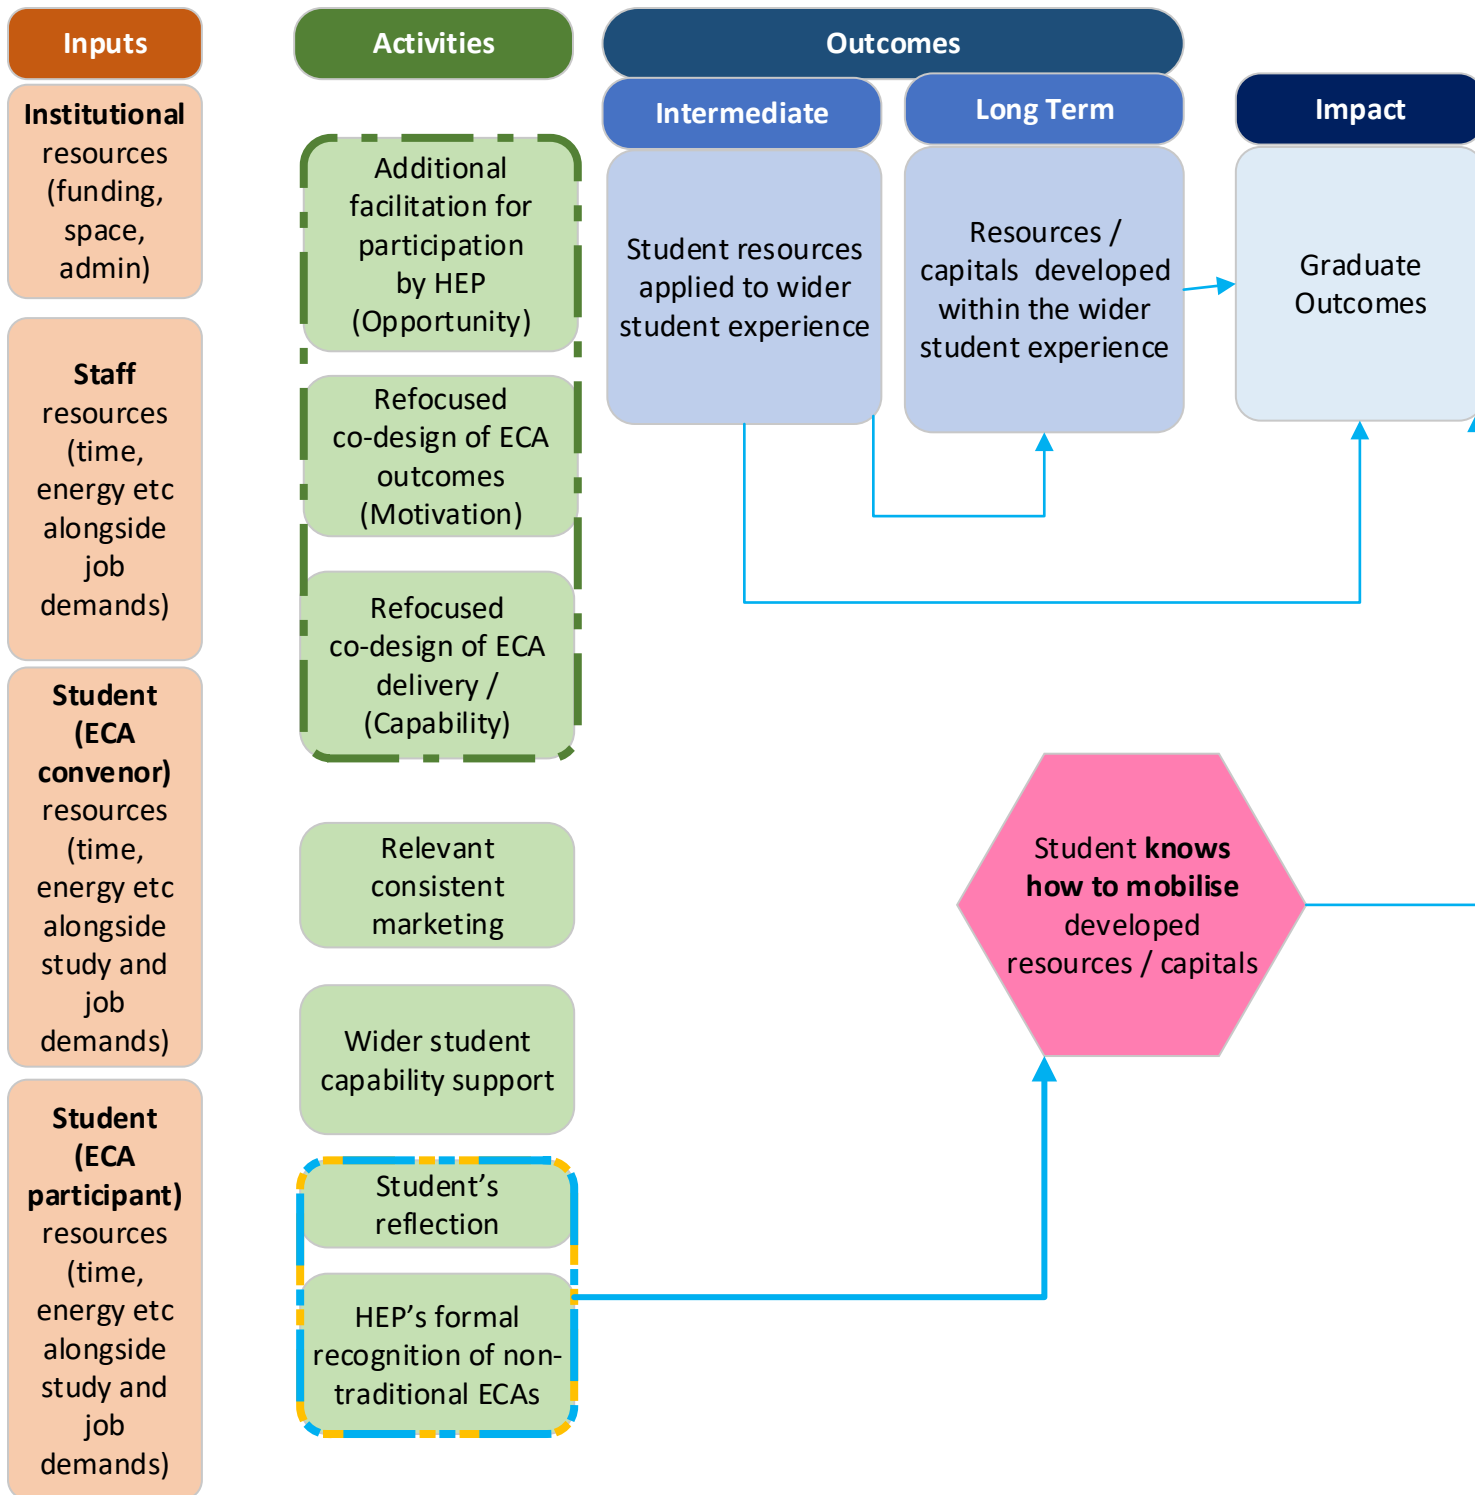 Inputs
Institutional
resources
(funding,
space,
admin)
Staff
resources
(time,
energy etc
alongside
job
demands)
Student
(ECA
convenor)
resources
(time,
energy etc
alongside
study and
job
demands)
Student
(ECA
participant)
resources
(time,
energy etc
alongside
study and
job
demands)
Activities
Additional
facilitation for
participation
by HEP
(Opportunity)
Refocused
co-design of ECA
outcomes
(Motivation)
Refocused
co-design of ECA
delivery /
(Capability)
Relevant
consistent
marketing
Wider student
capability support
Student’s
reflection
HEP’s formal
recognition of non-
traditional ECAs
Outcomes
Intermediate
Student resources
applied to wider
student experience
Long Term
Resources /
capitals developed
within the wider
student experience
Impact
Graduate
Outcomes
Student knows
how to mobilise
developed
resources / capitals